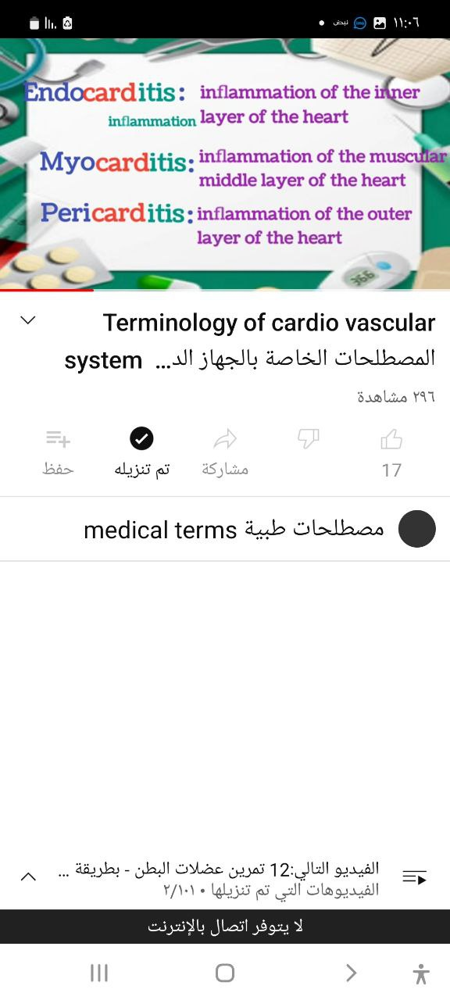 ١١:٠٦
نبض
imo
Endocarditis: inflammation of the inner
inflammation layer of the heart
Myocarditis: inflammation of the muscular
middle layer of the heart
Pericarditis: inflammation of the outer
layer of the heart
36.6
Terminology of cardio vascular
system المصطلحات الخاصة بالجهاز الد...
٢٩٦ مشاهدة
17
مشاركة
تم تنزيله
حفظ
مصطلحات طبية medical terms
الفيديو التالي:12 تمرين عضلات البطن - بطريقة ...
الفيديوهات التي تم تنزيلها • ٢/١٠١
لا يتوفر اتصال بالإنترنت